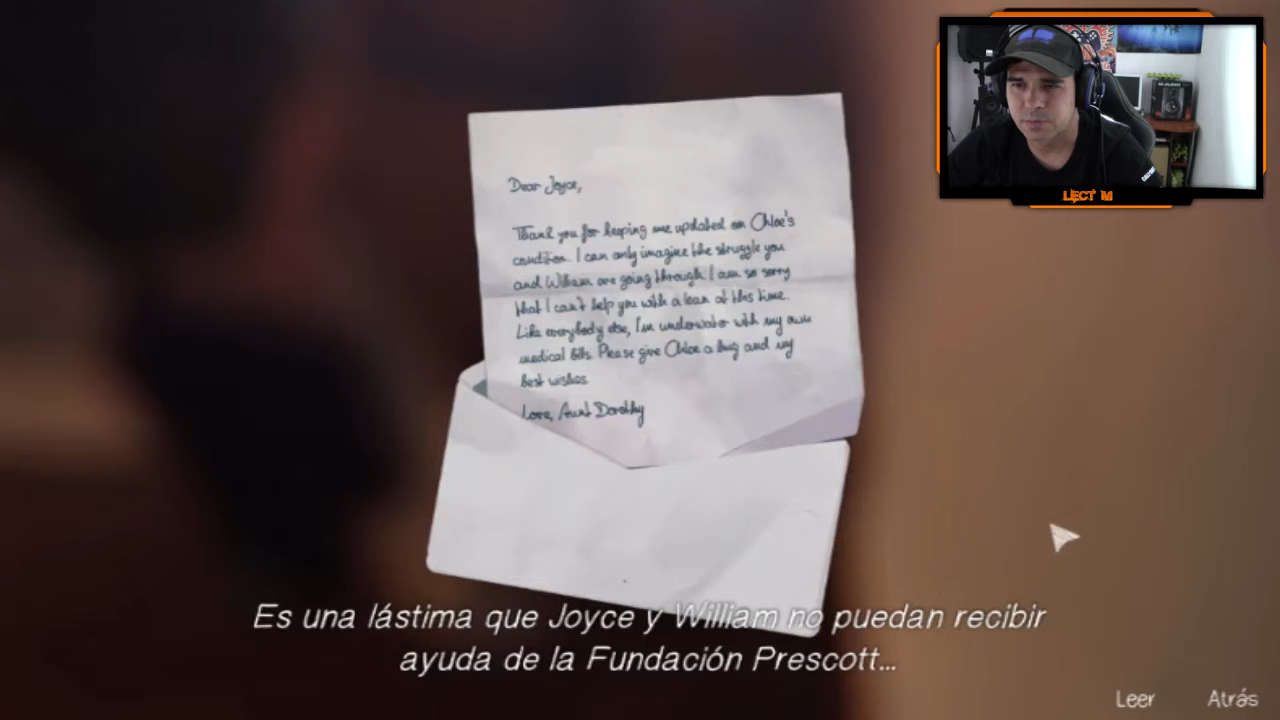 Dear Joyce,
Thank you for keeping me updated on Chloe's
condition. I can only imagine the struggle you
and William are going through. I am so sorry
that I can't help you with a loan at this time.
Like everybody else, I'm underwater with my own
medical bills. Please give Chloe a hug and my
best wishes.
Love, Aunt Dorothy
Es una lástima que Joyce y William no puedan recibir
ayuda de la Fundación Prescott...
Leer Atrás